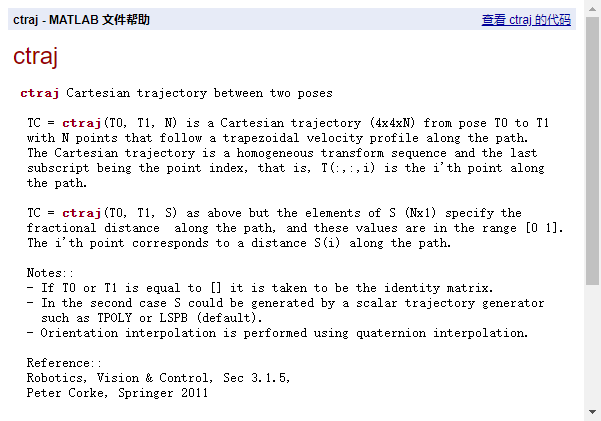 ctraj - MATLAB 文件帮助 查看 ctraj 的代码
ctraj
ctraj Cartesian trajectory between two poses
TC = ctraj(T0, T1, N) is a Cartesian trajectory (4x4xN) from pose T0 to T1
with N points that follow a trapezoidal velocity profile along the path.
The Cartesian trajectory is a homogeneous transform sequence and the last
subscript being the point index, that is, T(:,:,i) is the i'th point along
the path.
TC = ctraj(T0, T1, S) as above but the elements of S (Nx1) specify the
fractional distance  along the path, and these values are in the range [0 1].
The i'th point corresponds to a distance S(i) along the path.
Notes::
- If T0 or T1 is equal to [] it is taken to be the identity matrix.
- In the second case S could be generated by a scalar trajectory generator
such as TPOLY or LSPB (default).
- Orientation interpolation is performed using quaternion interpolation.
Reference::
Robotics, Vision & Control, Sec 3.1.5,
Peter Corke, Springer 2011